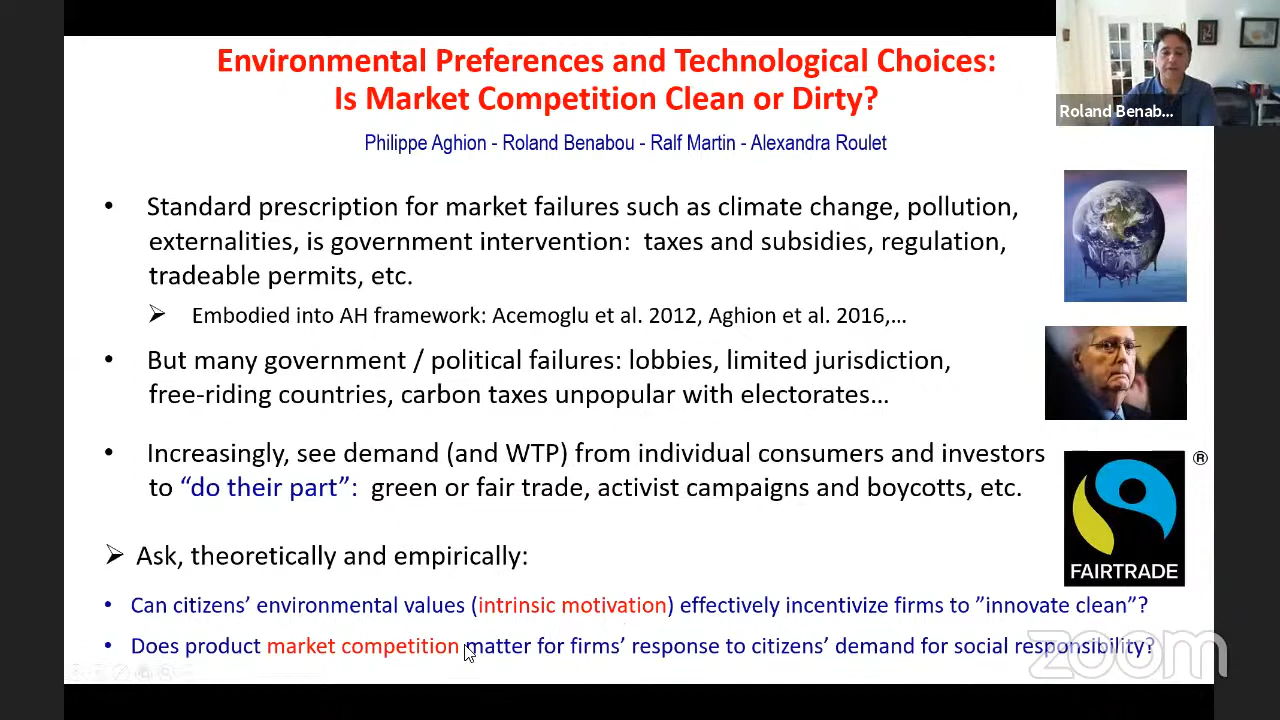 Environmental Preferences and Technological Choices:
Is Market Competition Clean or Dirty?
Philippe Aghion - Roland Benabou - Ralf Martin - Alexandra Roulet
Roland Benab...
• Standard prescription for market failures such as climate change, pollution,
externalities, is government intervention: taxes and subsidies, regulation,
tradeable permits, etc.
➢ Embodied into AH framework: Acemoglu et al. 2012, Aghion et al. 2016,...
• But many government / political failures: lobbies, limited jurisdiction,
free-riding countries, carbon taxes unpopular with electorates...
• Increasingly, see demand (and WTP) from individual consumers and investors
to “do their part”: green or fair trade, activist campaigns and boycotts, etc.
®
FAIRTRADE
➢ Ask, theoretically and empirically:
• Can citizens’ environmental values (intrinsic motivation) effectively incentivize firms to ”innovate clean”?
• Does product market competition matter for firms’ response to citizens’ demand for social responsibility?
zoom